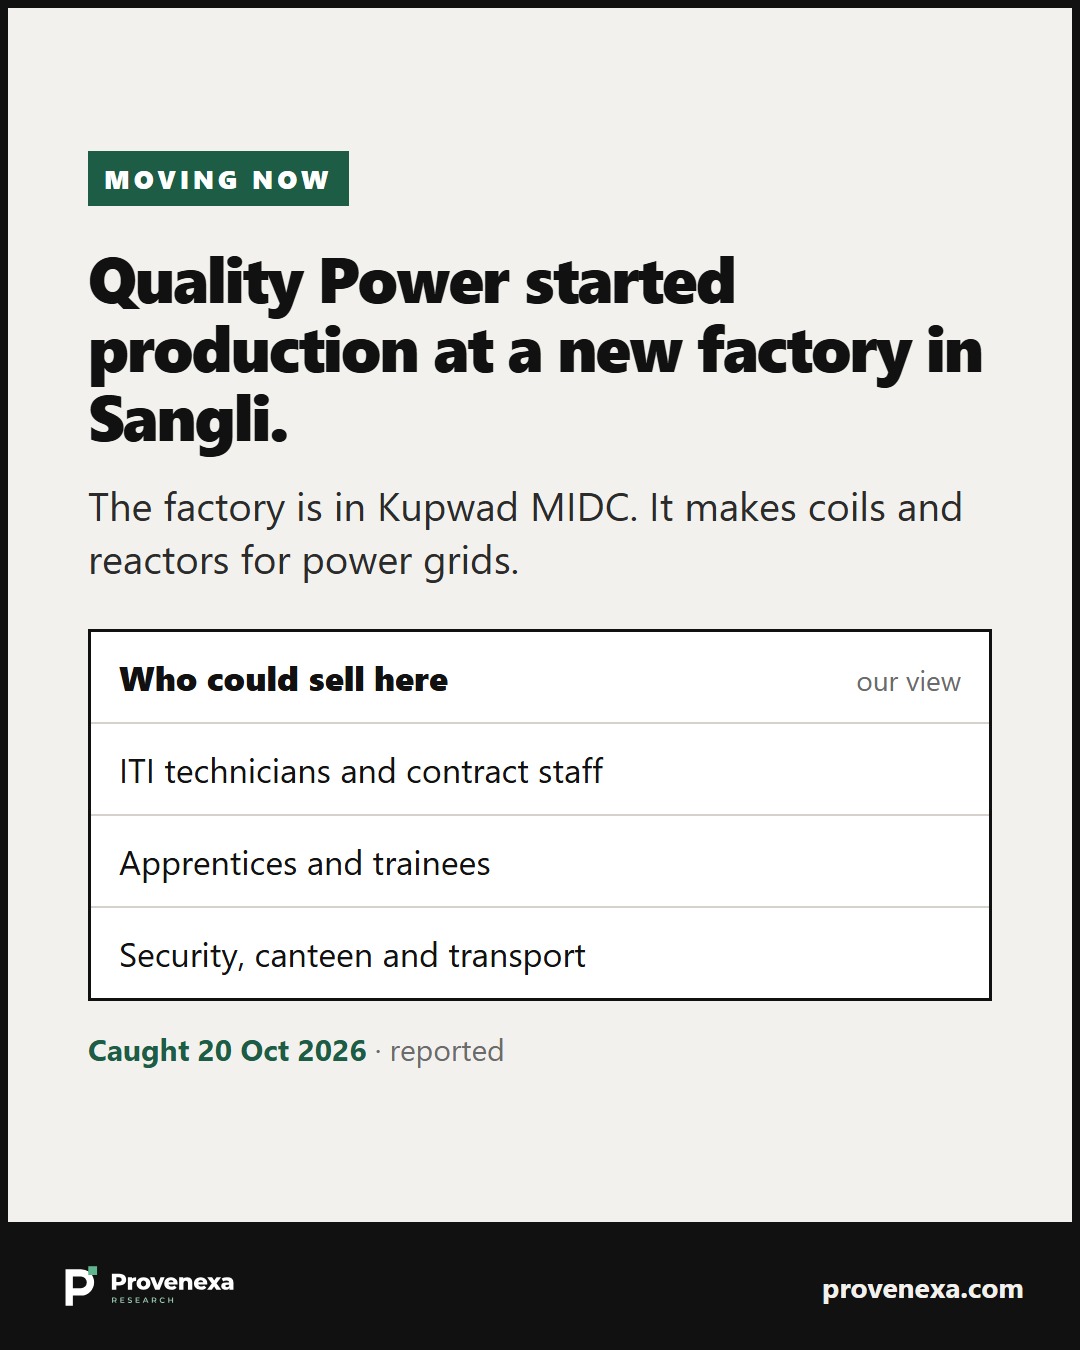 MOVING NOW
Quality Power started
production at a new factory in
Sangli.
The factory is in Kupwad MIDC. It makes coils and
reactors for power grids.
Who could sell here our view
ITI technicians and contract staff
Apprentices and trainees
Security, canteen and transport
Caught 20 Oct 2026 · reported
Provenexa
RESEARCH
provenexa.com